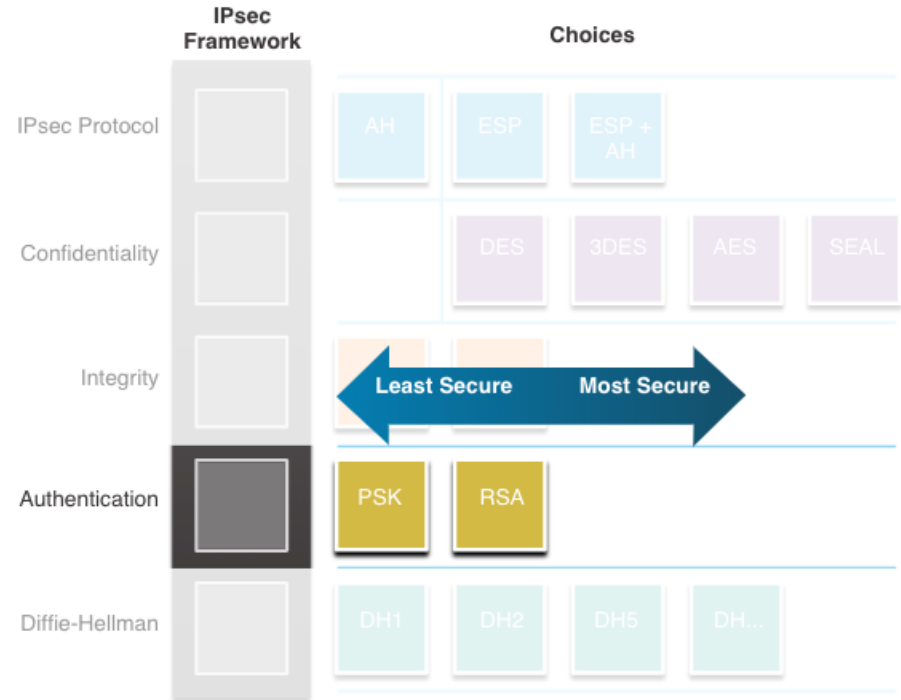 IPsec
Framework
Choices
IPsec Protocol
AH
ESP
ESP +
AH
Confidentiality
DES
3DES
AES
SEAL
Integrity
Least Secure
Most Secure
Authentication
PSK
RSA
Diffie-Hellman
DH1
DH2
DH5
DH...